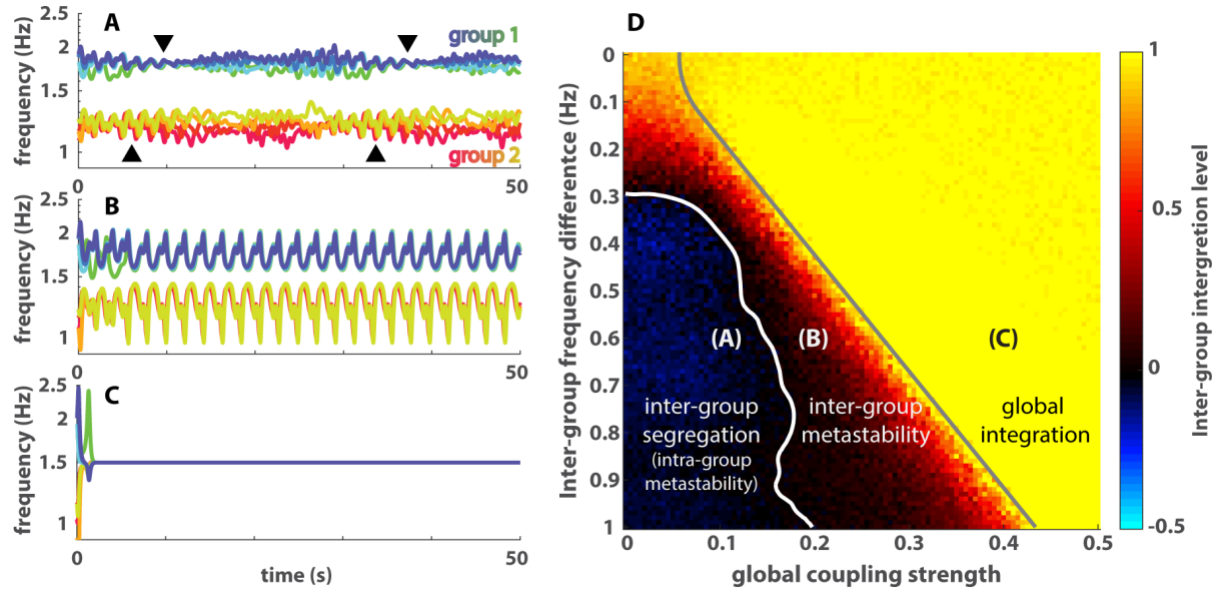 A
frequency (Hz)
2.5
2
1.5
1
group 1
group 2
0
50
B
frequency (Hz)
2.5
2
1.5
1
0
50
C
frequency (Hz)
2.5
2
1.5
1
0
50
time (s)
D
Inter-group frequency differentce (Hz)
0
0.1
0.2
0.3
0.4
0.5
0.6
0.7
0.8
0.9
1
(A)
(B)
(C)
inter-group
segregation
(intra-group
metastability)
inter-group
metastability
global
integration
0
0.1
0.2
0.3
0.4
0.5
global coupling strength
1
0.5
0
-0.5
Inter-group intergretion level